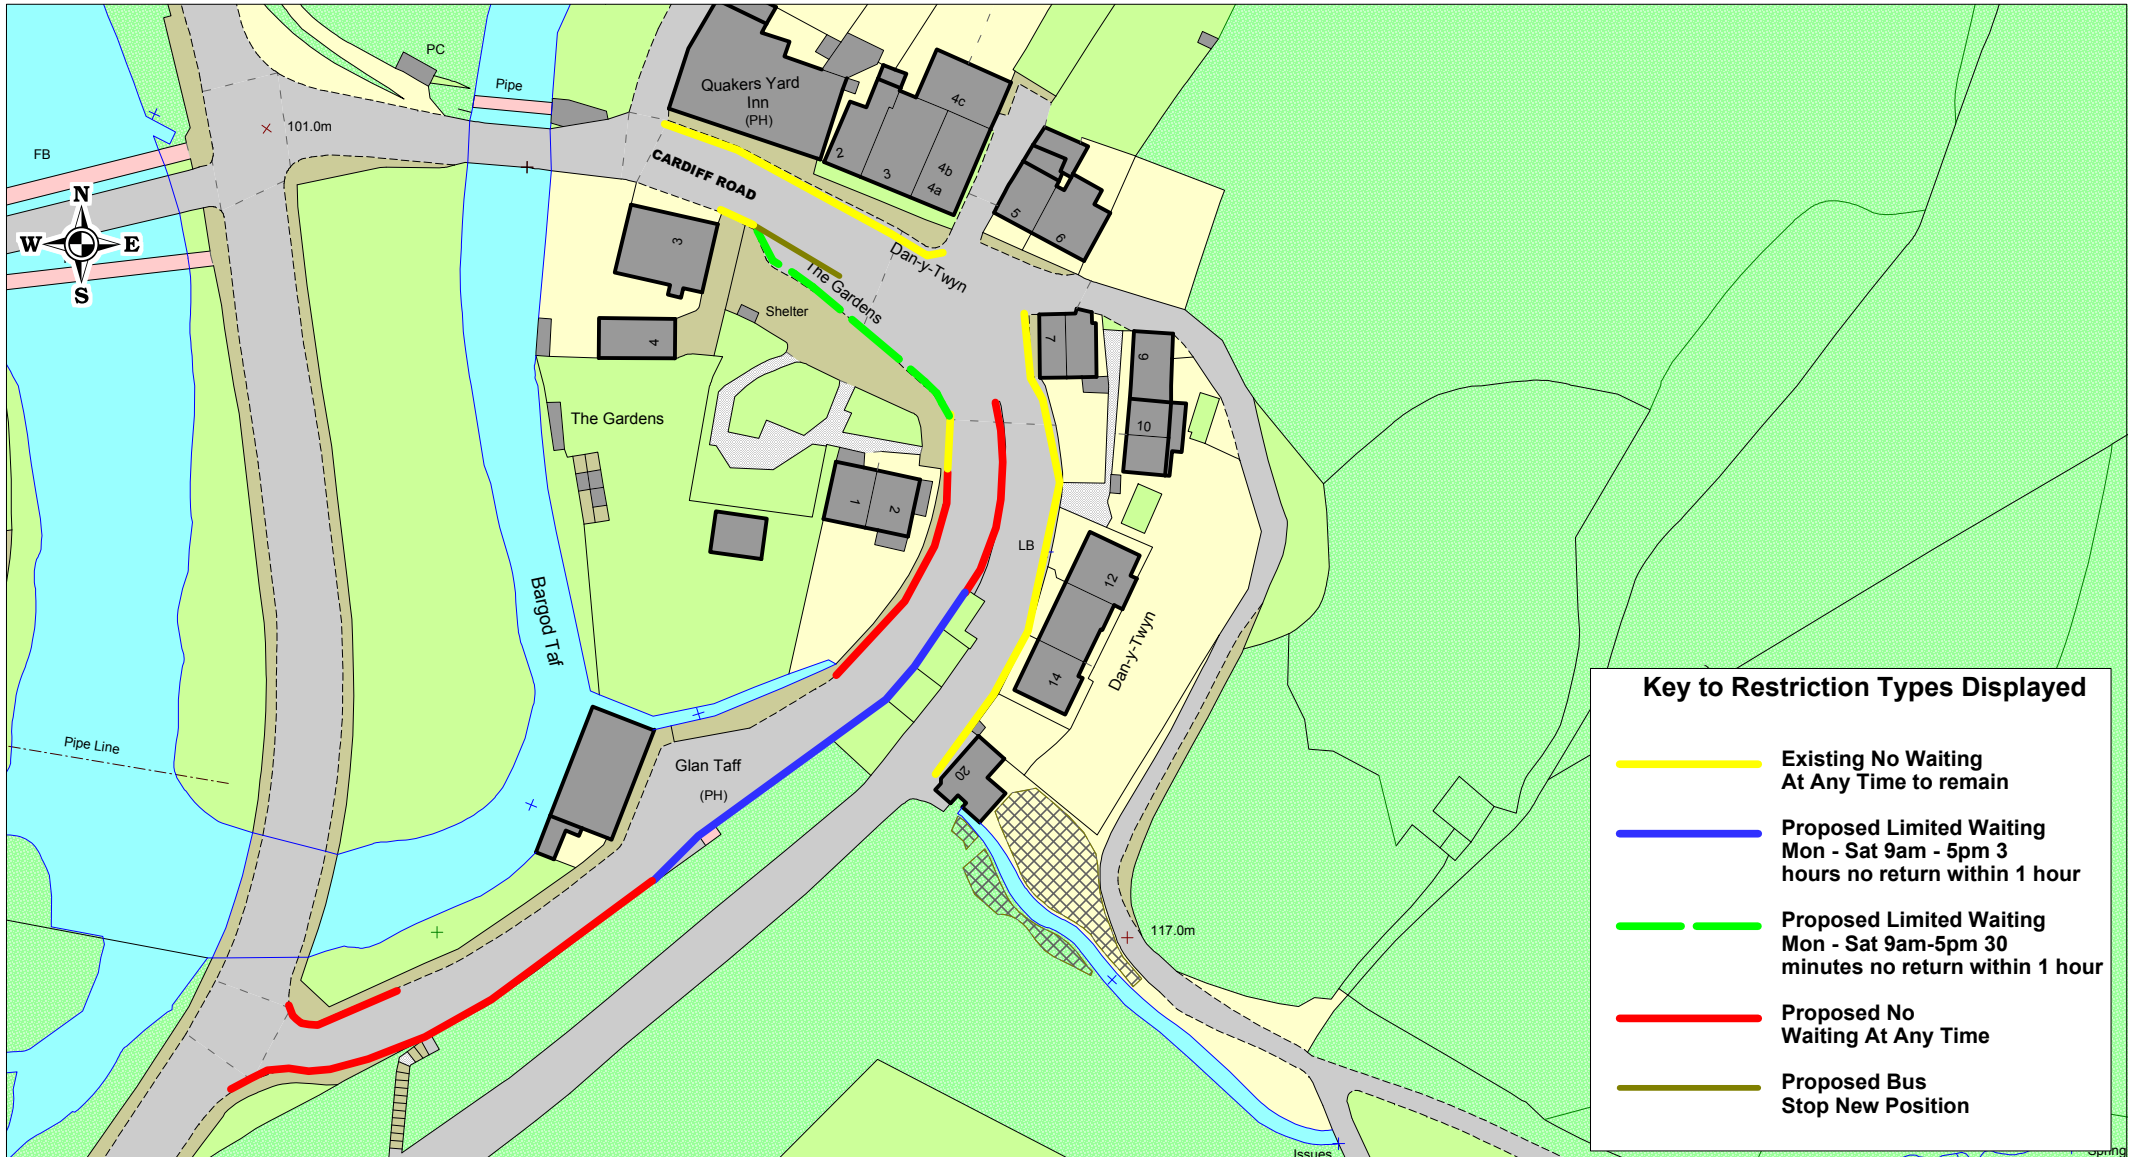 PC
Pipe
Quakers Yard
Inn
(PH)
4c
2
3
4b
4a
101.0m
FB
N
W
E
S
CARDIFF ROAD
5
6
3
Dan-y-Twyn
The Gardens
Shelter
4
7
9
10
The Gardens
1
2
LB
12
14
Dan-y-Twyn
Bargod Taf
Pipe Line
Glan Taff
(PH)
20
117.0m
Issues
Spring
Key to Restriction Types Displayed
Existing No Waiting
At Any Time to remain
Proposed Limited Waiting
Mon - Sat 9am - 5pm 3
hours no return within 1 hour
Proposed Limited Waiting
Mon - Sat 9am-5pm 30
minutes no return within 1 hour
Proposed No
Waiting At Any Time
Proposed Bus
Stop New Position